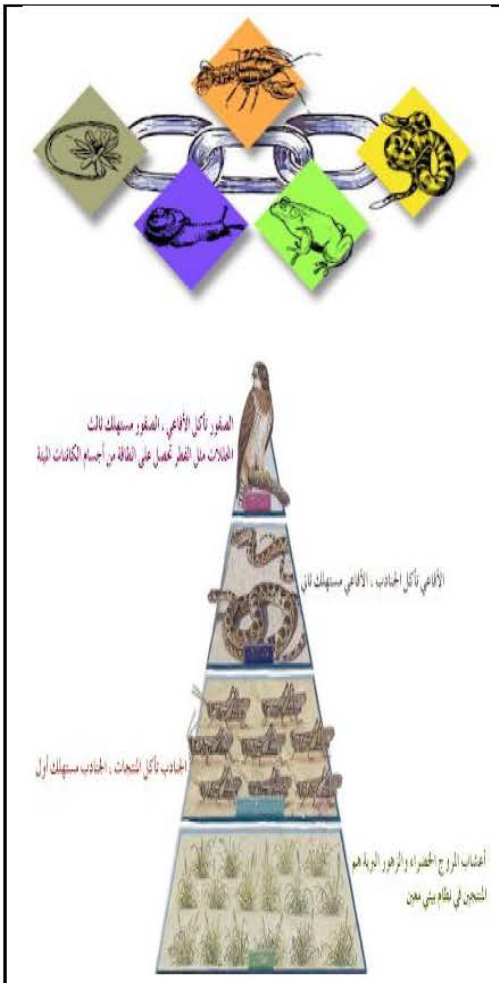 الصقور تأكل الأفاعي ، الصقور مستهلك ثالث
المحللات مثل الفطر تحصل على الطاقة من أجسام الكائنات الميتة
الأفاعي تأكل الجنادب ، الأفاعي مستهلك ثاني
الجنادب تأكل المنتجات ، الجنادب مستهلك أول
أعشاب المروج الخضراء والزهور البرية هم
المنتجين في نظام بيئي معين